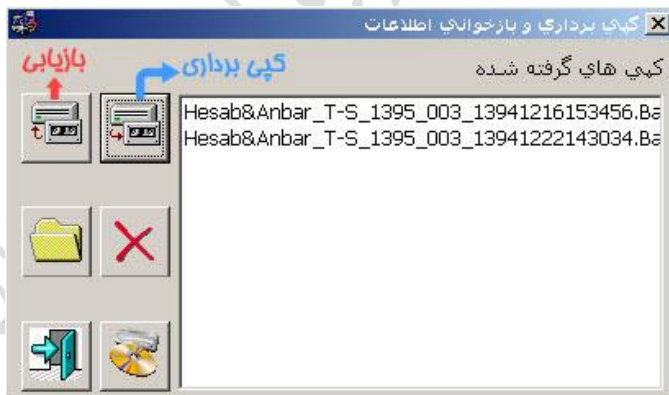 کپي برداري و بازخواني اطلاعات
کپي هاي گرفته شده
کپی برداری
بازیابی
Hesab&Anbar_T-S_1395_003_13941216153456.Ba
Hesab&Anbar_T-S_1395_003_13941222143034.Ba